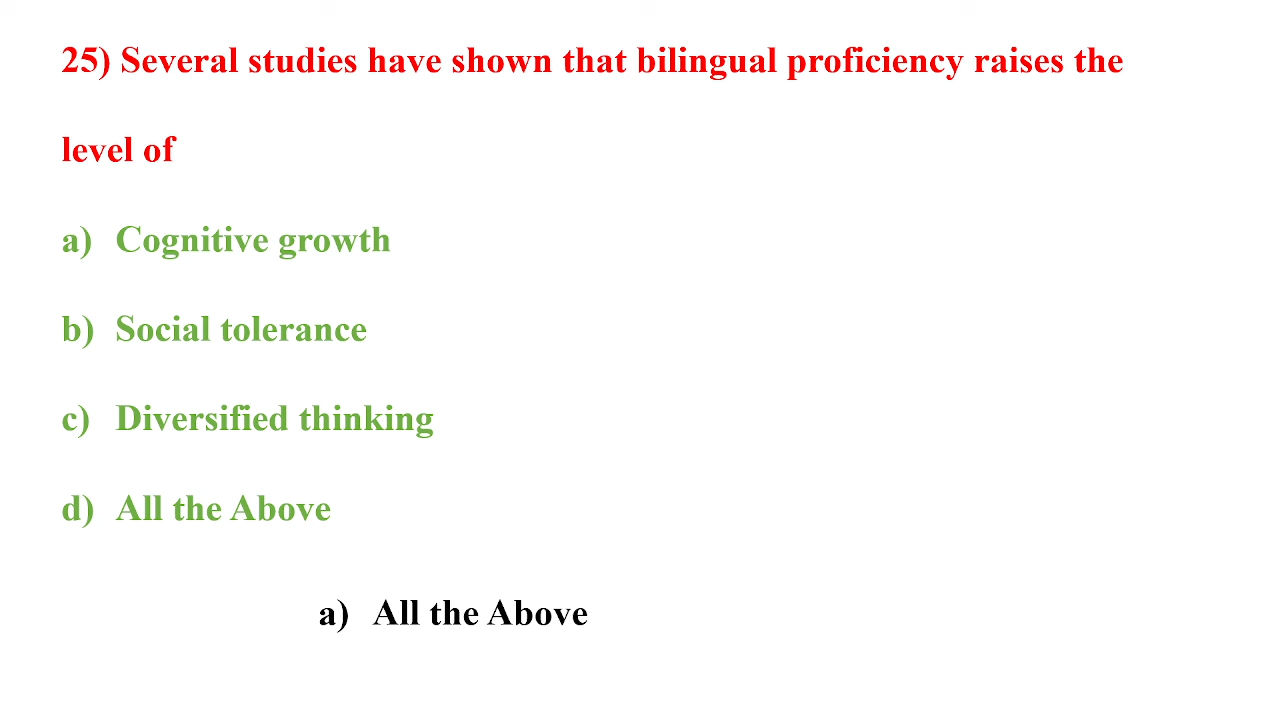 25) Several studies have shown that bilingual proficiency raises the
level of
a) Cognitive growth
b) Social tolerance
c) Diversified thinking
d) All the Above
a) All the Above